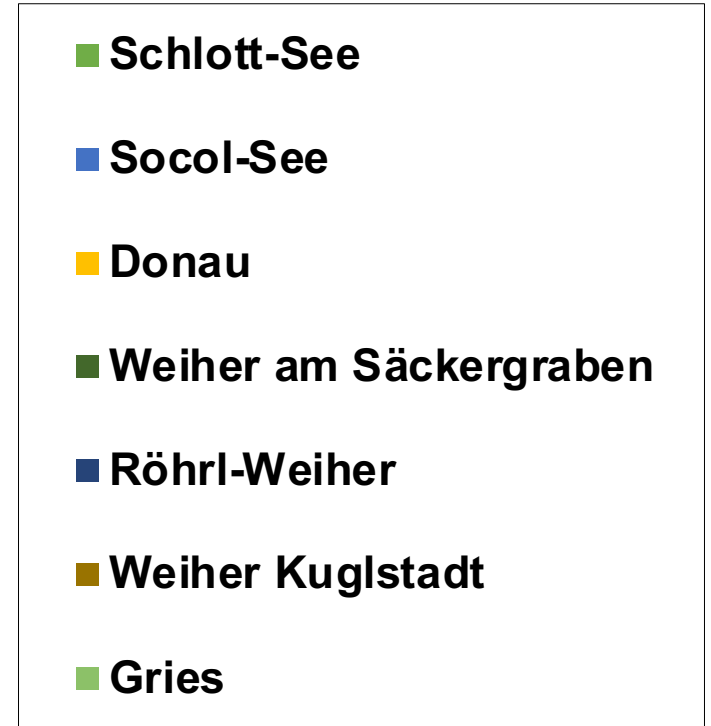 Schlott-See
Socol-See
Donau
Weiher am Säckergraben
Röhrl-Weiher
Weiher Kuglstadt
Gries